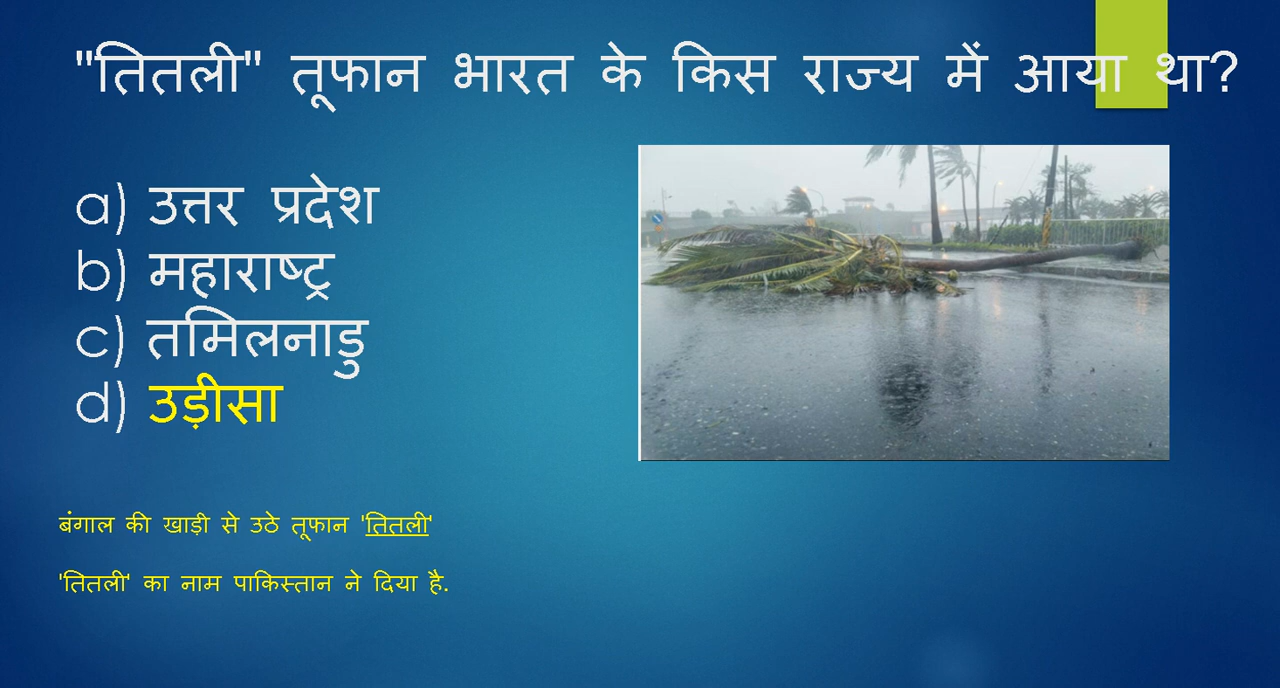 "तितली" तूफान भारत के किस राज्य में आया था?
a) उत्तर प्रदेश
b) महाराष्ट्र
c) तमिलनाडु
d) उड़ीसा
बंगाल की खाड़ी से उठे तूफान 'तितली'
'तितली' का नाम पाकिस्तान ने दिया है.